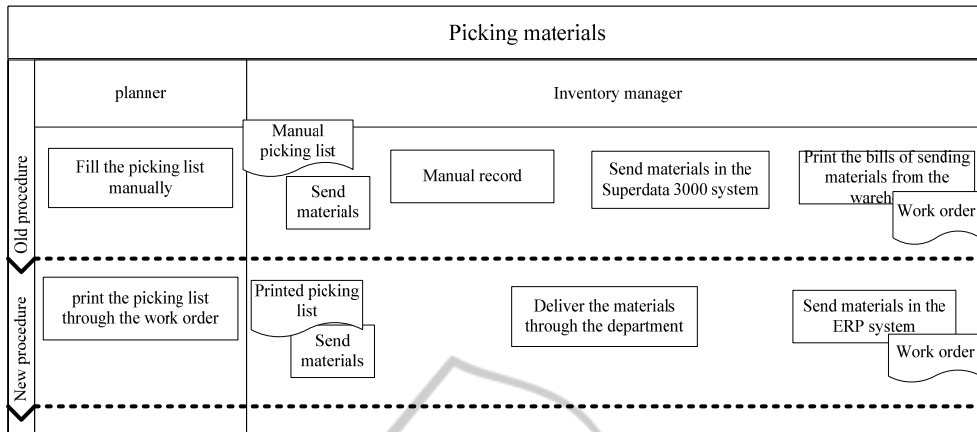 Picking materials
planner
Inventory manager
Old procedure
Fill the picking list
manually
Manual
picking list
Send
materials
Manual record
Send materials in the
Superdata 3000 system
Print the bills of sending
materials from the
Work order
New procedure
print the picking list
through the work order
Printed picking
list
Send
materials
Deliver the materials
through the department
Send materials in the
ERP system
Work order